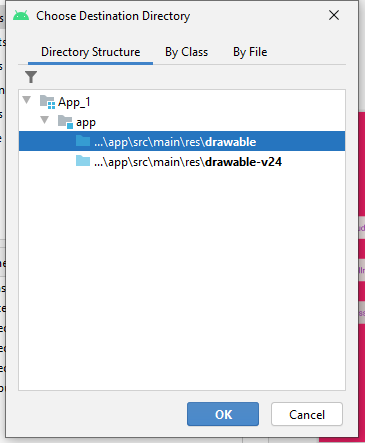 Choose Destination Directory
Directory Structure By Class By File
App_1
app
...\app\src\main\res\drawable
...\app\src\main\res\drawable-v24
OK Cancel